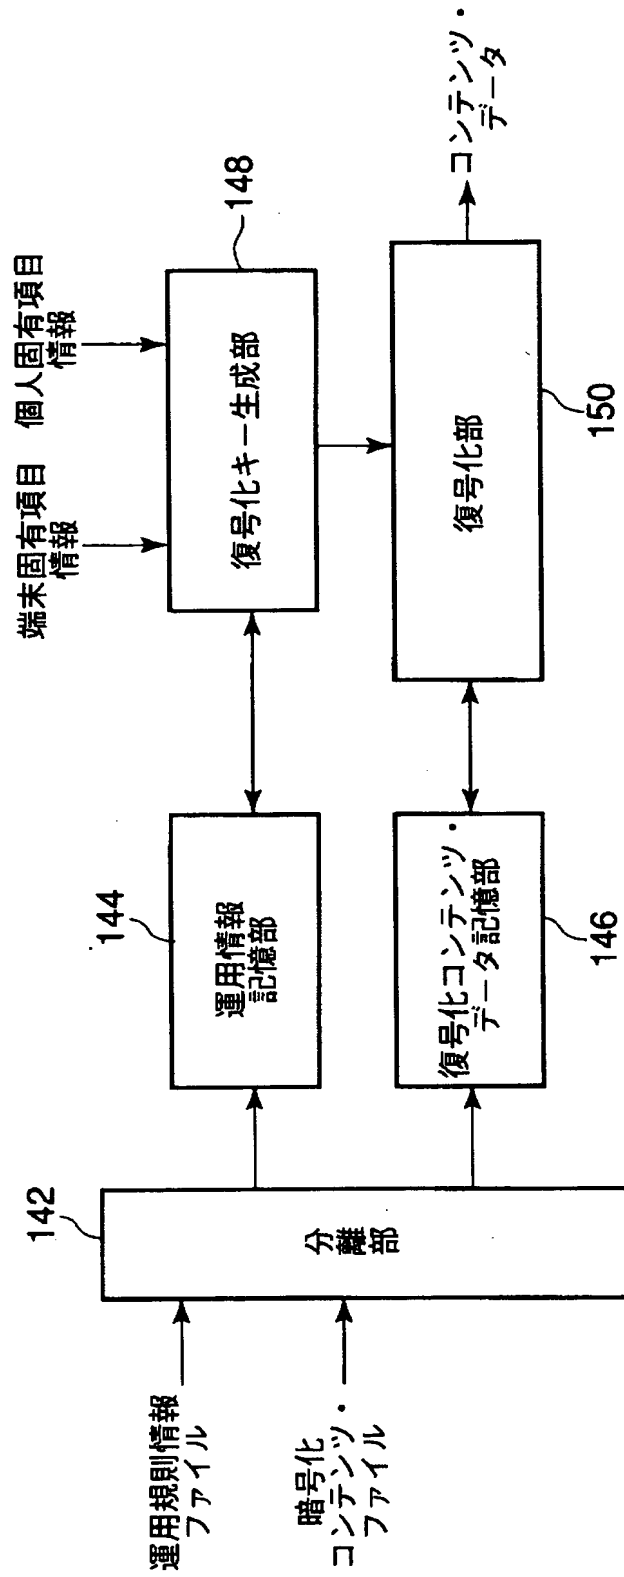 運用規則情報
ファイル
暗号化
コンテンツ・
ファイル
142
分離部
144
運用情報
記憶部
復号化コンテンツ・
データ記憶部
146
端末固有項目
情報
個人固有項目
情報
148
復号化キー生成部
復号化部
150
コンテンツ・
データ